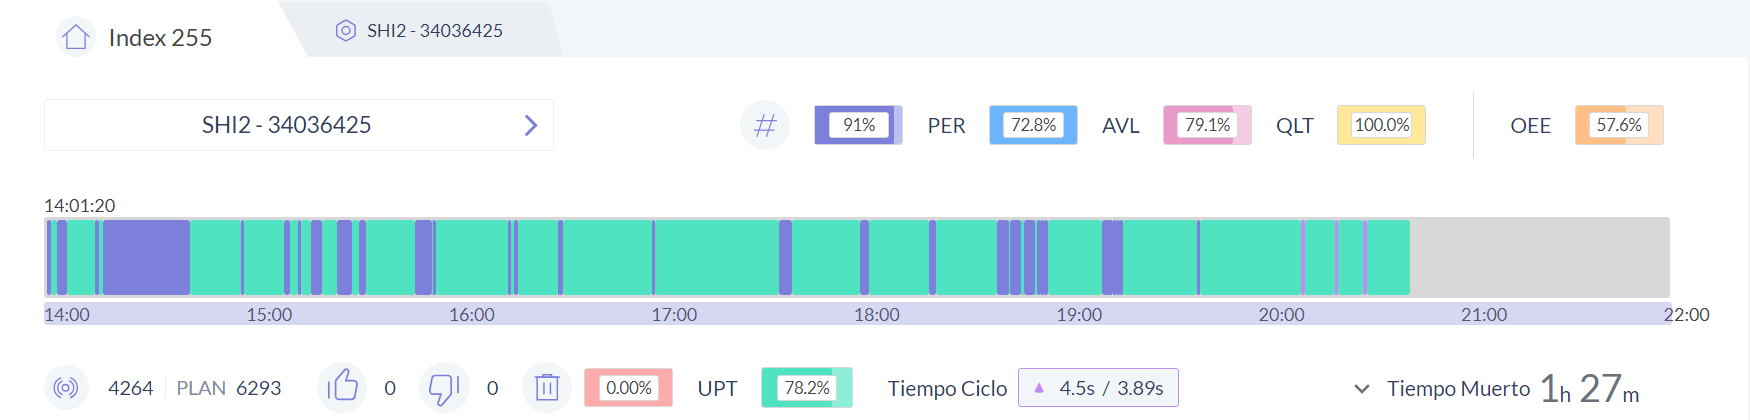 Index 255
SHI2 - 34036425
SHI2 - 34036425
# 91% PER 72.8% AVL 79.1% QLT 100.0% OEE 57.6%
14:01:20
14:00 15:00 16:00 17:00 18:00 19:00 20:00 21:00 22:00
4264 PLAN 6293 0 0 0.00% UPT 78.2% Tiempo Ciclo ▲ 4.5s / 3.89s Tiempo Muerto 1h 27m